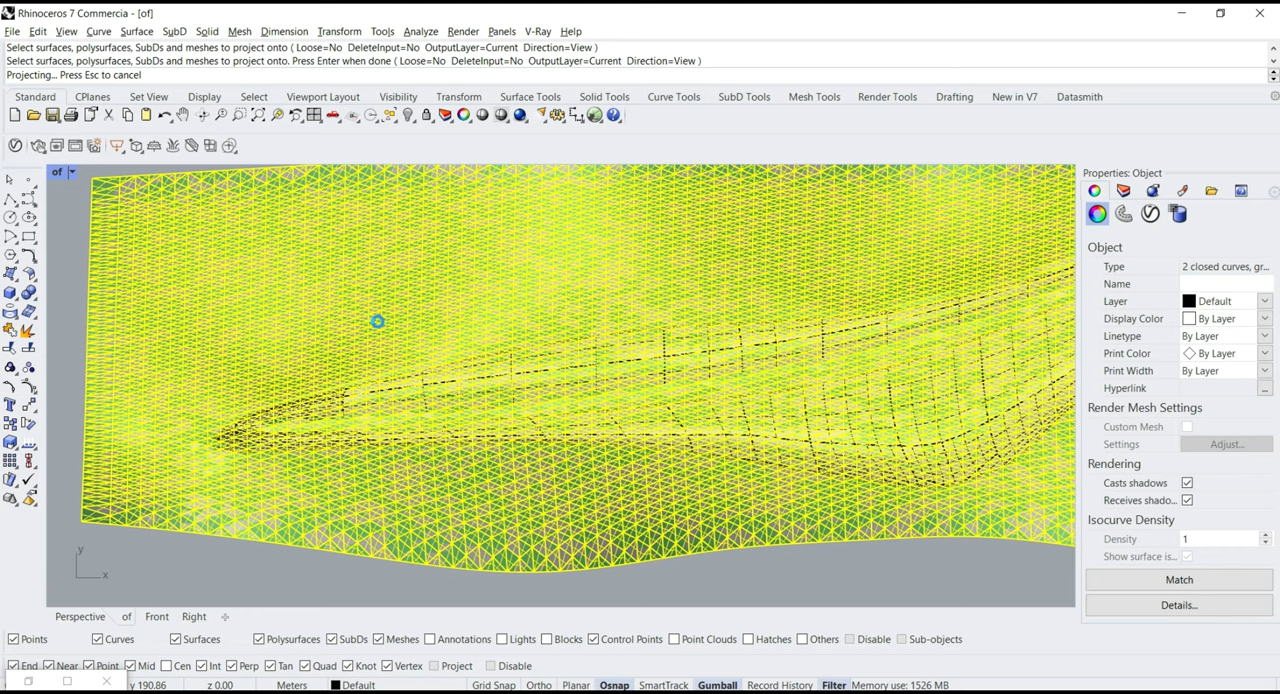 Rhinoceros 7 Commercia - [of]
File Edit View Curve Surface SubD Solid Mesh Dimension Transform Tools Analyze Render Panels V-Ray Help
Select surfaces, polysurfaces, SubDs and meshes to project onto ( Loose=No DeleteInput=No OutputLayer=Current Direction=View )
Select surfaces, polysurfaces, SubDs and meshes to project onto. Press Enter when done ( Loose=No DeleteInput=No OutputLayer=Current Direction=View )
Projecting... Press Esc to cancel
Standard CPlanes Set View Display Select Viewport Layout Visibility Transform Surface Tools Solid Tools Curve Tools SubD Tools Mesh Tools Render Tools Drafting New in V7 Datasmith
of
Properties: Object
Object
Type 2 closed curves, gr...
Name
Layer Default
Display Color By Layer
Linetype By Layer
Print Color By Layer
Print Width By Layer
Hyperlink ...
Render Mesh Settings
Custom Mesh
Settings Adjust...
Rendering
Casts shadows
Receives shado...
Isocurve Density
Density 1
Show surface is...
Match
Details...
y
x
Perspective of Front Right
Points Curves Surfaces Polysurfaces SubDs Meshes Annotations Lights Blocks Control Points Point Clouds Hatches Others Disable Sub-objects
End Near Point Mid Cen Int Perp Tan Quad Knot Vertex Project Disable
y 190.86 z 0.00 Meters Default Grid Snap Ortho Planar Osnap SmartTrack Gumball Record History Filter Memory use: 1526 MB